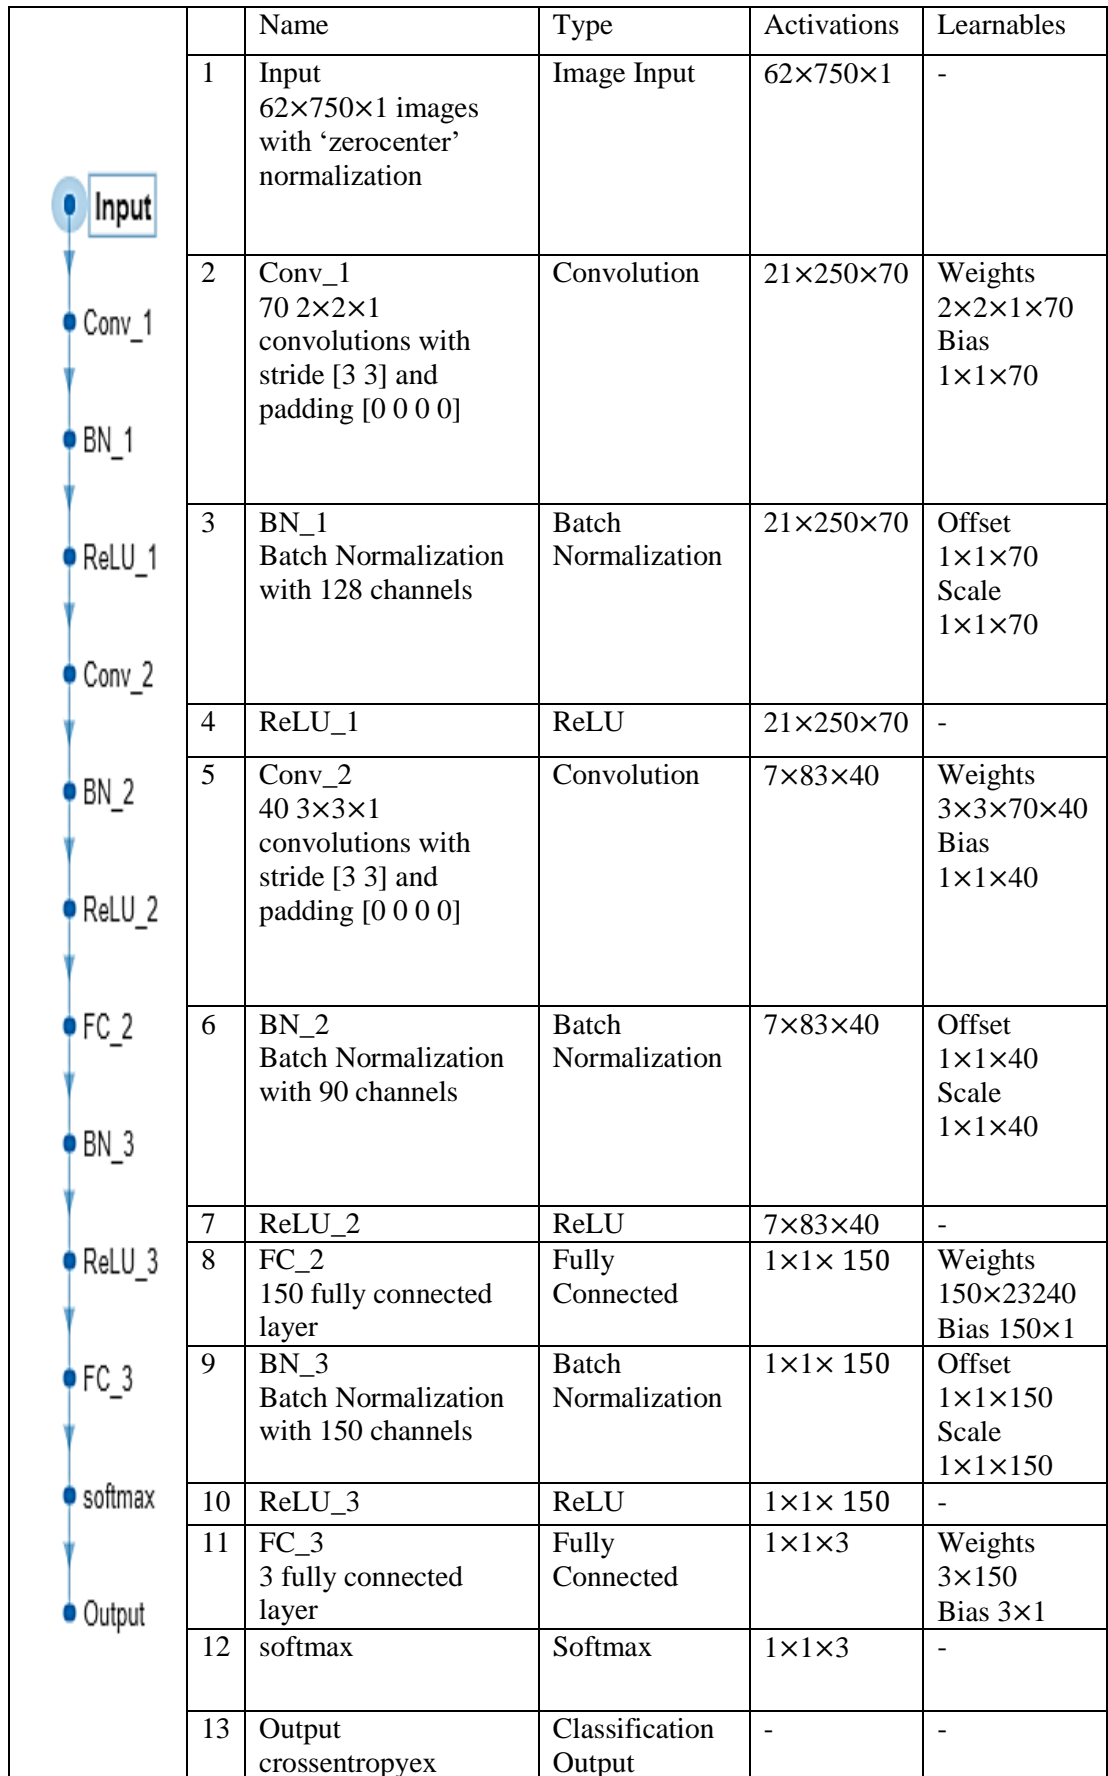 Input
Conv_1
BN_1
ReLU_1
Conv_2
BN_2
ReLU_2
FC_2
BN_3
ReLU_3
FC_3
softmax
Output
Name Type Activations Learnables
1 Input Image Input 62×750×1 -
62×750×1 images
with ‘zerocenter’
normalization
2 Conv_1 Convolution 21×250×70 Weights
70 2×2×1 2×2×1×70
convolutions with Bias
stride [3 3] and 1×1×70
padding [0 0 0 0]
3 BN_1 Batch 21×250×70 Offset
Batch Normalization Normalization 1×1×70
with 128 channels Scale
1×1×70
4 ReLU_1 ReLU 21×250×70 -
5 Conv_2 Convolution 7×83×40 Weights
40 3×3×1 3×3×70×40
convolutions with Bias
stride [3 3] and 1×1×40
padding [0 0 0 0]
6 BN_2 Batch 7×83×40 Offset
Batch Normalization Normalization 1×1×40
with 90 channels Scale
1×1×40
7 ReLU_2 ReLU 7×83×40 -
8 FC_2 Fully 1×1× 150 Weights
150 fully connected Connected 150×23240
layer Bias 150×1
9 BN_3 Batch 1×1× 150 Offset
Batch Normalization Normalization 1×1×150
with 150 channels Scale
1×1×150
10 ReLU_3 ReLU 1×1× 150 -
11 FC_3 Fully 1×1×3 Weights
3 fully connected Connected 3×150
layer Bias 3×1
12 softmax Softmax 1×1×3 -
13 Output Classification - -
crossentropyex Output